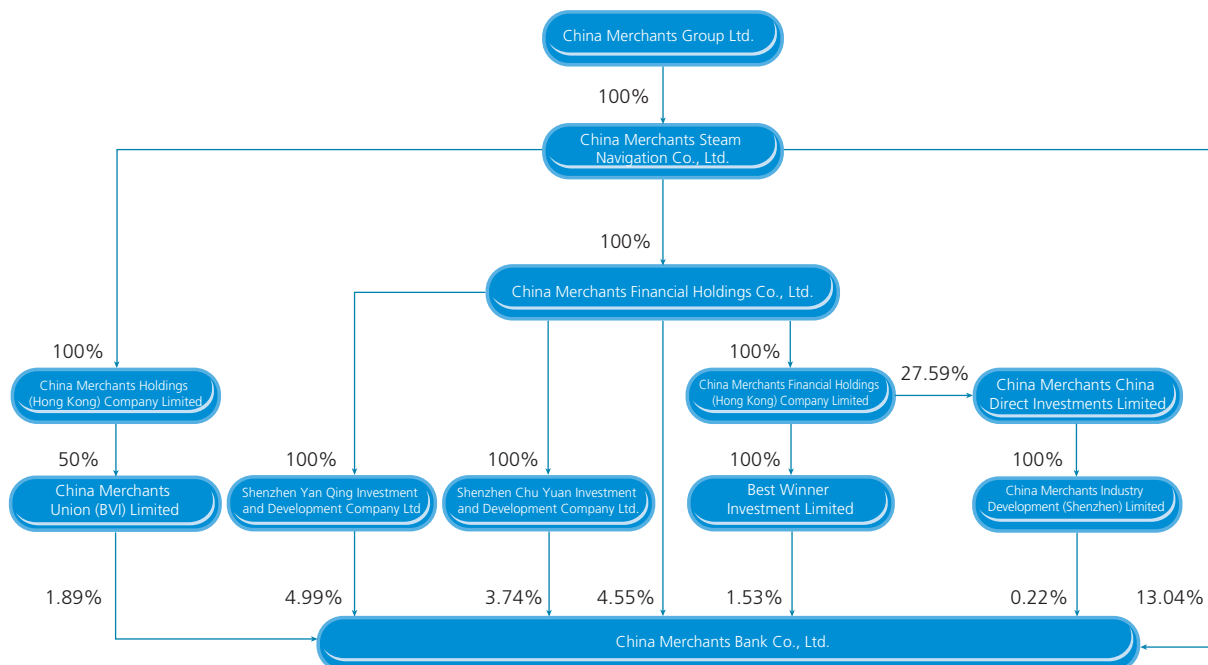 China Merchants Group Ltd.
100%
China Merchants Steam
Navigation Co., Ltd.
100%
China Merchants Financial Holdings Co., Ltd.
100%
100%
China Merchants Holdings
(Hong Kong) Company Limited
China Merchants Financial Holdings
(Hong Kong) Company Limited
27.59%
China Merchants China
Direct Investments Limited
50%
100%
100%
100%
100%
China Merchants
Union (BVI) Limited
Shenzhen Yan Qing Investment
and Development Company Ltd
Shenzhen Chu Yuan Investment
and Development Company Ltd.
Best Winner
Investment Limited
China Merchants Industry
Development (Shenzhen) Limited
1.89%
4.99%
3.74%
4.55%
1.53%
0.22%
13.04%
China Merchants Bank Co., Ltd.